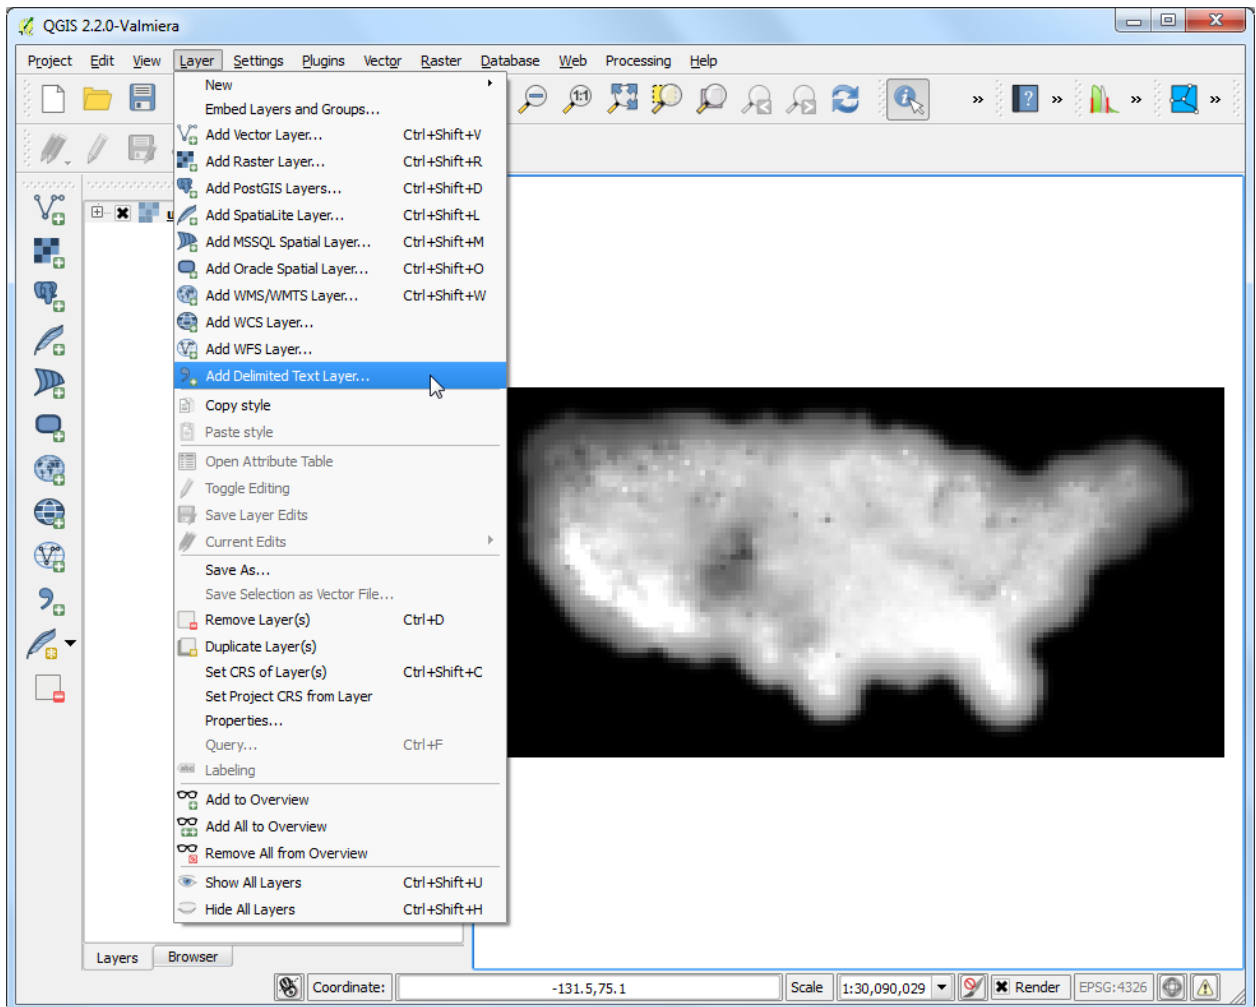 QGIS 2.2.0-Valmiera
Project Edit View Layer Settings Plugins Vector Raster Database Web Processing Help
New
Embed Layers and Groups...
Add Vector Layer... Ctrl+Shift+V
Add Raster Layer... Ctrl+Shift+R
Add PostGIS Layers... Ctrl+Shift+D
Add SpatiaLite Layer... Ctrl+Shift+L
Add MSSQL Spatial Layer... Ctrl+Shift+M
Add Oracle Spatial Layer... Ctrl+Shift+O
Add WMS/WMTS Layer... Ctrl+Shift+W
Add WCS Layer...
Add WFS Layer...
Add Delimited Text Layer...
Copy style
Paste style
Open Attribute Table
Toggle Editing
Save Layer Edits
Current Edits
Save As...
Save Selection as Vector File...
Remove Layer(s) Ctrl+D
Duplicate Layer(s)
Set CRS of Layer(s) Ctrl+Shift+C
Set Project CRS from Layer
Properties...
Query... Ctrl+F
Labeling
Add to Overview
Add All to Overview
Remove All from Overview
Show All Layers Ctrl+Shift+U
Hide All Layers Ctrl+Shift+H
Layers Browser
Coordinate: -131.5,75.1 Scale 1:30,090,029 Render EPSG:4326